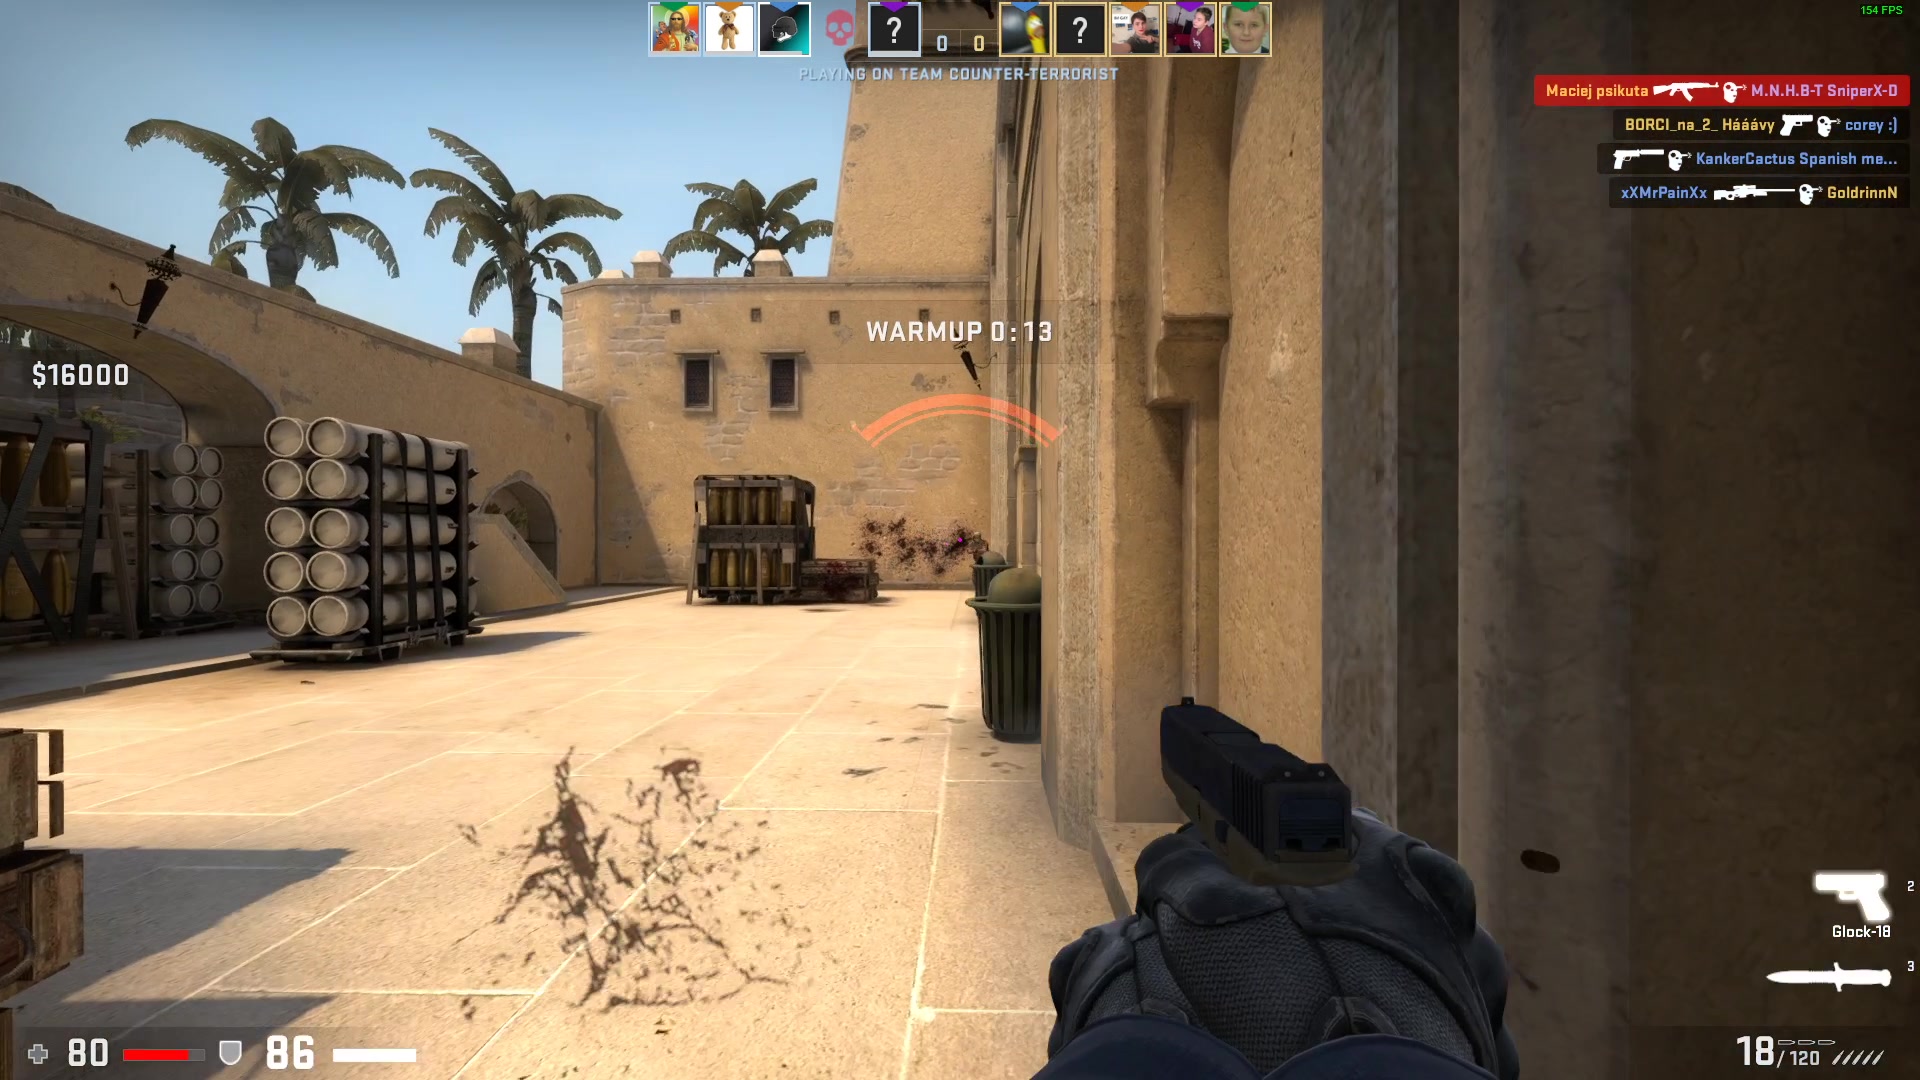 154 FPS
? 0 0 ?
PLAYING ON TEAM COUNTER-TERRORIST
Maciej psikuta M.N.H.B-T SniperX-D
BORCI_na_2_ Hááávy corey :)
KankerCactus Spanish me...
xXMrPainXx GoldrinnN
WARMUP 0:13
$16000
2
Glock-18
3
80 86
18/120